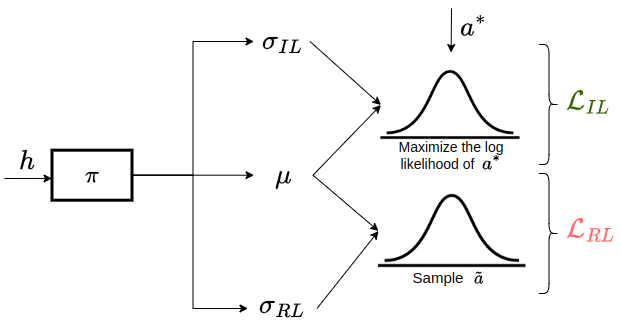 a*
σ_IL
ℒ_IL
Maximize the log
likelihood of a*
h
π
μ
ℒ_RL
Sample ã
σ_RL